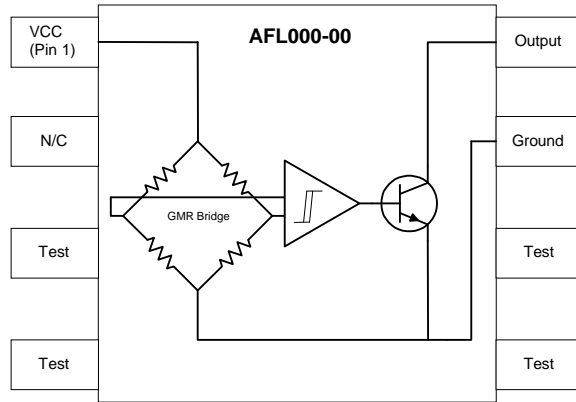 VCC
(Pin 1)
AFL000-00
Output
N/C
Ground
GMR Bridge
Test
Test
Test
Test